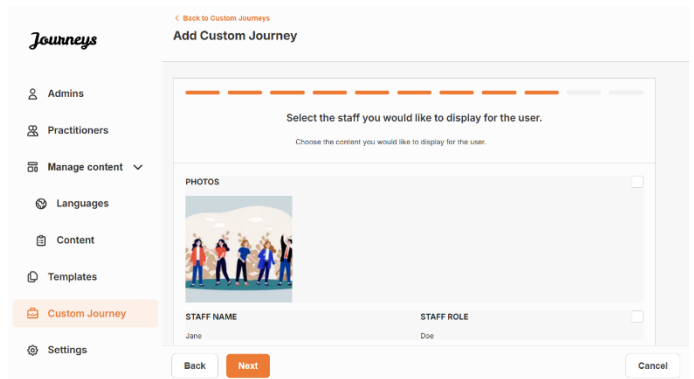 Journeys
Admins
Practitioners
Manage content
Languages
Content
Templates
Custom Journey
Settings
< Back to Custom Journeys
Add Custom Journey
Select the staff you would like to display for the user.
Choose the content you would like to display for the user.
PHOTOS
STAFF NAME STAFF ROLE
Jane Doe
Back Next Cancel